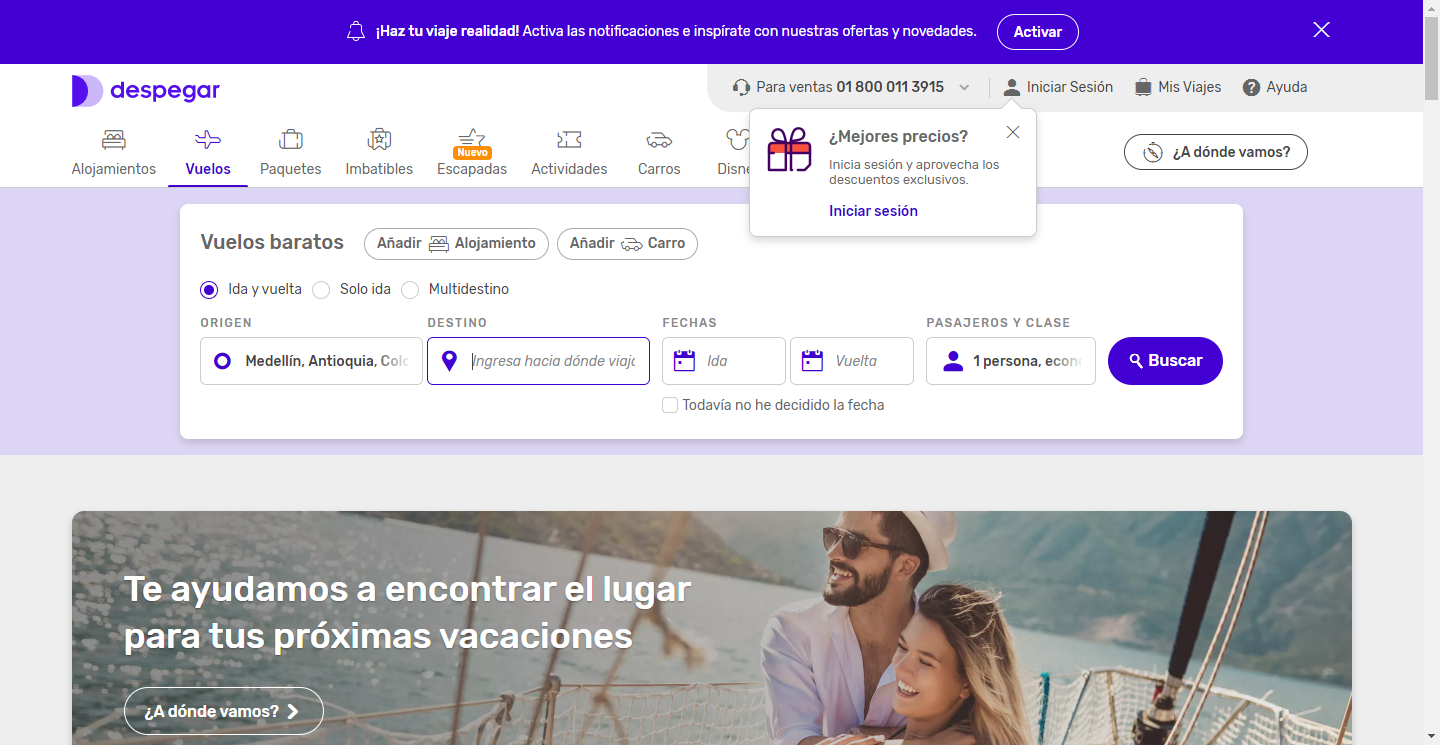 ¡Haz tu viaje realidad! Activa las notificaciones e inspírate con nuestras ofertas y novedades.
Activar
despegar
Para ventas 01 800 011 3915
Iniciar Sesión
Mis Viajes
Ayuda
Alojamientos
Vuelos
Paquetes
Imbatibles
Nuevo
Escapadas
Actividades
Carros
Disne
¿A dónde vamos?
¿Mejores precios?
Inicia sesión y aprovecha los
descuentos exclusivos.
Iniciar sesión
Vuelos baratos
Añadir Alojamiento
Añadir Carro
Ida y vuelta
Solo ida
Multidestino
ORIGEN
DESTINO
FECHAS
PASAJEROS Y CLASE
Medellín, Antioquia, Colo
Ingresa hacia dónde viaja
Ida
Vuelta
1 persona, econ
Buscar
Todavía no he decidido la fecha
Te ayudamos a encontrar el lugar
para tus próximas vacaciones
¿A dónde vamos?